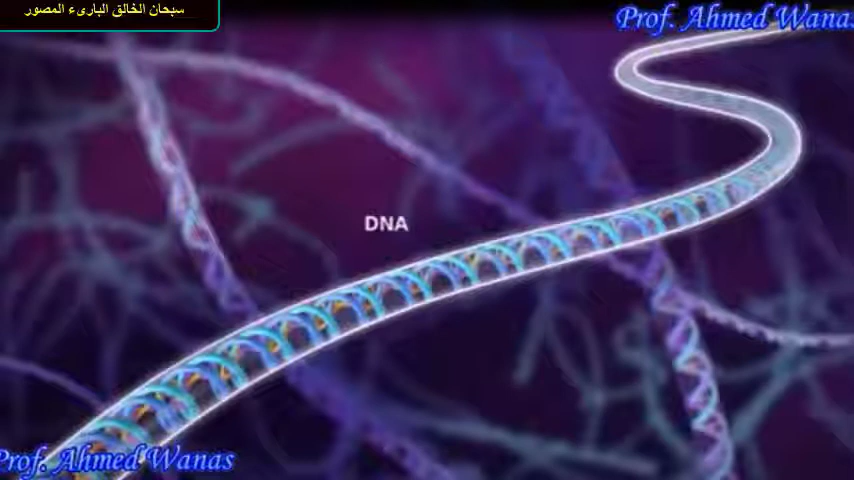 سبحان الخالق البارىء المصور
Prof. Ahmed Wanas
DNA
Prof. Ahmed Wanas